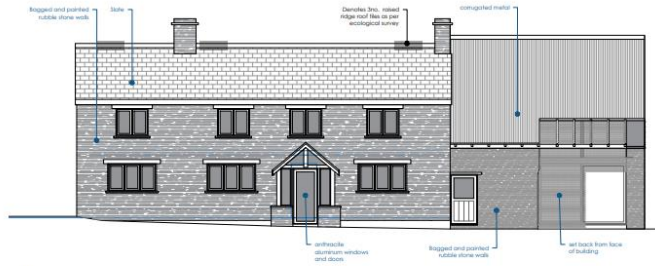 Bagged and painted
rubble stone walls
Slate
Denotes 3no. raised
ridge roof tiles as per
ecological survey
corrugated metal
anthracite
aluminum windows
and doors
Bagged and painted
rubble stone walls
set back from face
of building